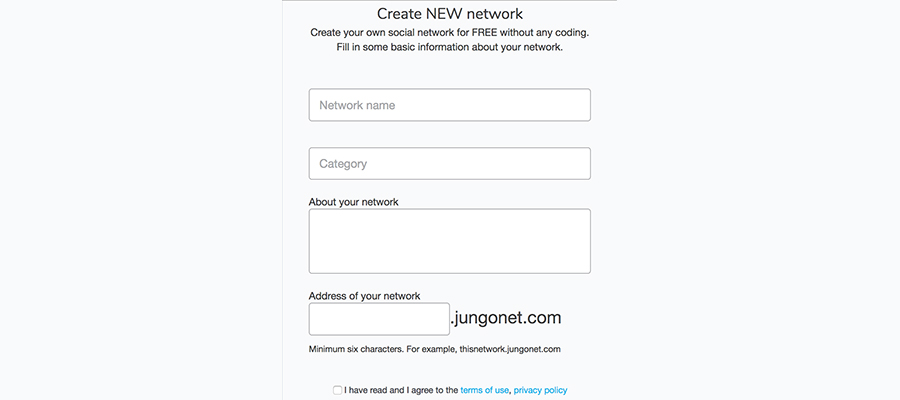 Create NEW network
Create your own social network for FREE without any coding.
Fill in some basic information about your network.
Network name
Category
About your network
Address of your network
.jungonet.com
Minimum six characters. For example, thisnetwork.jungonet.com
I have read and I agree to the terms of use, privacy policy